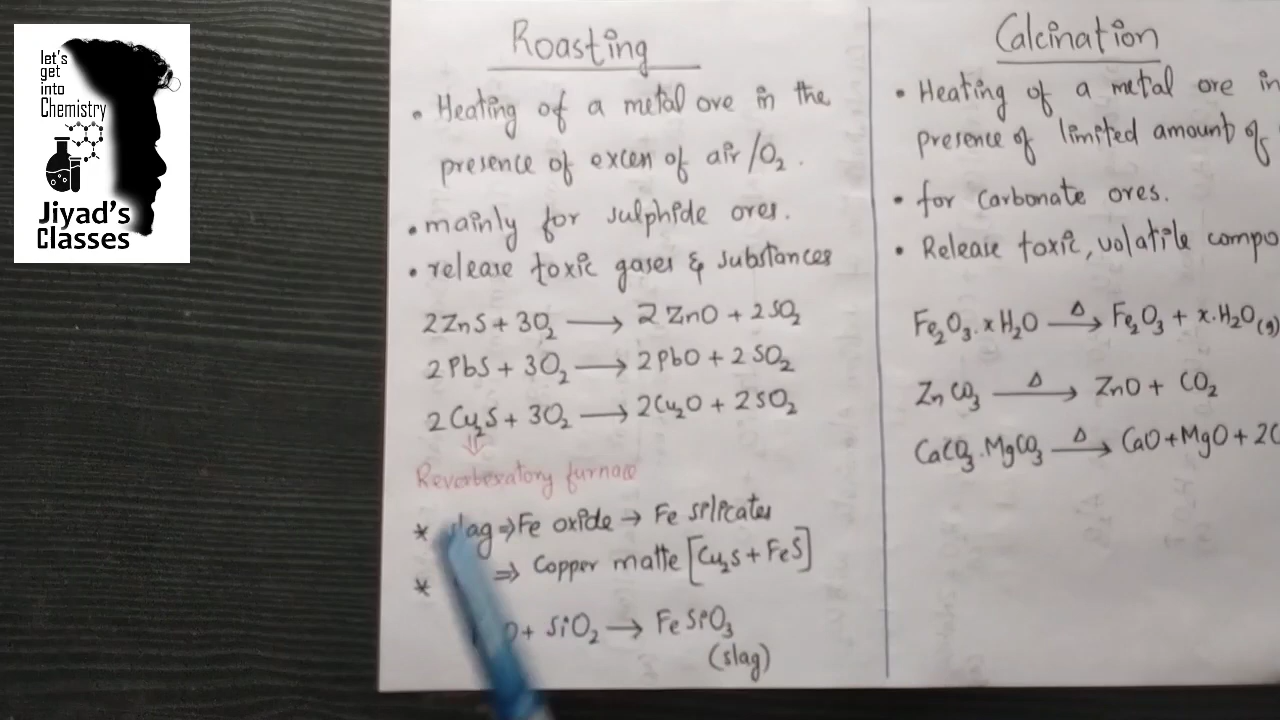 let's
get
into
Chemistry
Jiyad's
Classes
Roasting
• Heating of a metal ore in the
presence of excen of air/O₂.
• mainly for sulphide ores.
• release toxic gases & substances
2ZnS + 3O₂ → 2ZnO + 2SO₂
2PbS + 3O₂ → 2PbO + 2SO₂
2Cu₂S + 3O₂ → 2Cu₂O + 2SO₂
⇓
Reverberatory furnace
* slag ⇒ Fe oxide → Fe silicates
* ⇒ Copper matte [Cu₂S + FeS]
O + SiO₂ → FeSiO₃
(slag)
Calcination
• Heating of a metal ore in
presence of limited amount of
• for Carbonate ores.
• Release toxic, volatile compo
Fe₂O₃.xH₂O →Δ Fe₂O₃ + x.H₂O(g)
ZnCO₃ →Δ ZnO + CO₂
CaCO₃.MgCO₃ →Δ CaO + MgO + 2C